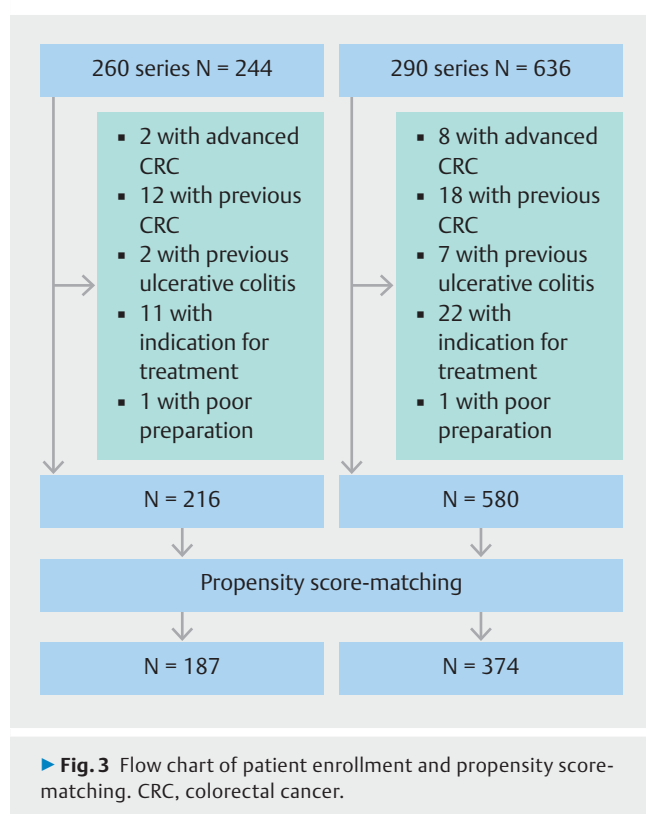 260 series N = 244
290 series N = 636
▪ 2 with advanced
CRC
▪ 12 with previous
CRC
▪ 2 with previous
ulcerative colitis
▪ 11 with
indication for
treatment
▪ 1 with poor
preparation
▪ 8 with advanced
CRC
▪ 18 with previous
CRC
▪ 7 with previous
ulcerative colitis
▪ 22 with
indication for
treatment
▪ 1 with poor
preparation
N = 216
N = 580
Propensity score-matching
N = 187
N = 374
▶ Fig. 3 Flow chart of patient enrollment and propensity score-
matching. CRC, colorectal cancer.